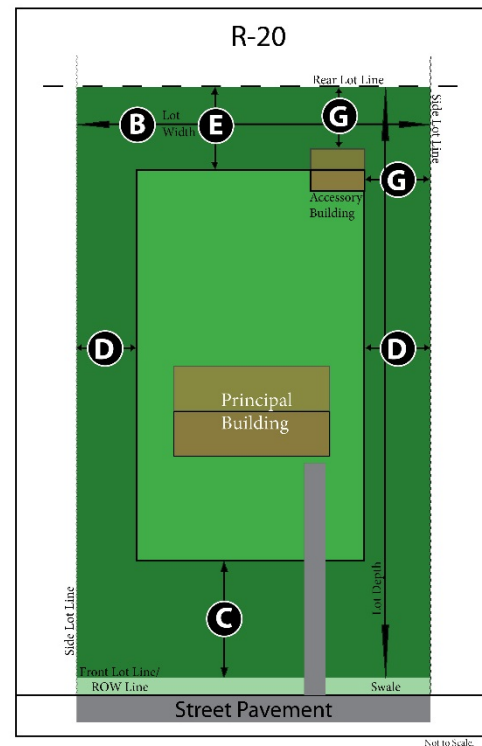 R-20
Rear Lot Line
B
Lot
Width
E
G
Side Lot Line
G
Accessory
Building
D
D
Principal
Building
C
Lot Depth
Side Lot Line
Front Lot Line/
ROW Line
Swale
Street Pavement
Not to Scale.